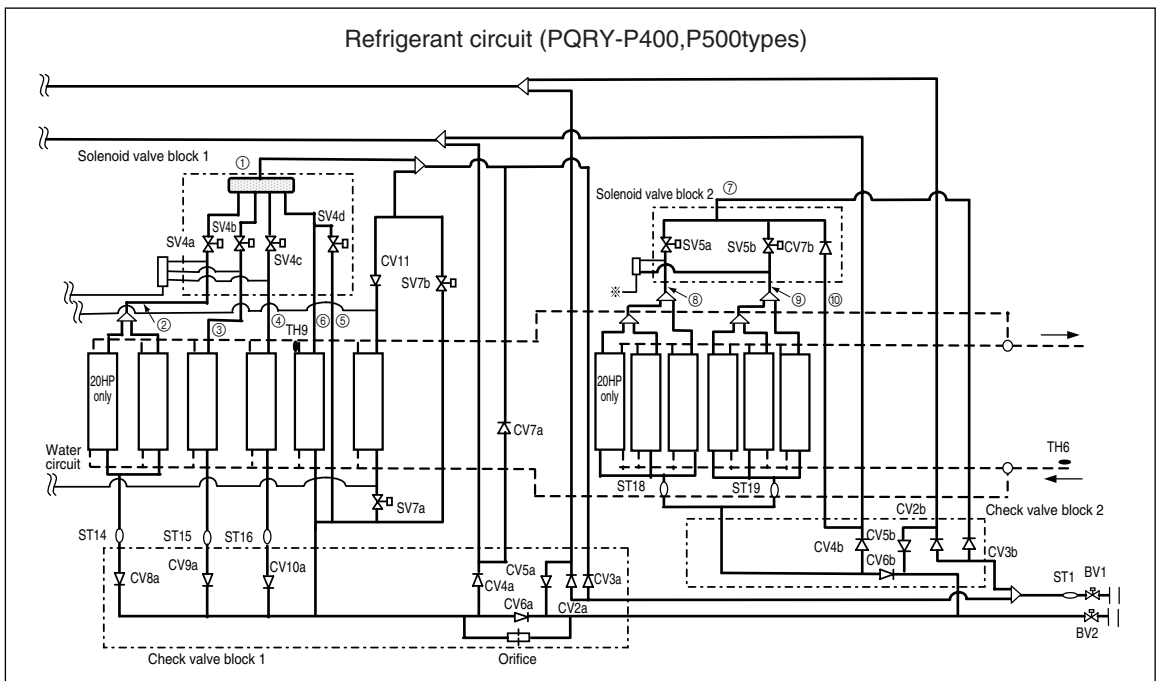 Refrigerant circuit (PQRY-P400,P500types)
Solenoid valve block 1
①
SV4a
SV4b
SV4c
SV4d
CV11
SV7b
②
③
④
⑥
⑤
TH9
20HP
only
Water
circuit
SV7a
CV7a
ST14
ST15
ST16
CV8a
CV9a
CV10a
CV4a
CV5a
CV6a
CV2a
CV3a
Check valve block 1
Orifice
Solenoid valve block 2
⑦
SV5a
SV5b
CV7b
※
⑧
⑨
⑩
20HP
only
TH6
ST18
ST19
Check valve block 2
CV2b
CV4b
CV5b
CV6b
CV3b
ST1
BV1
BV2